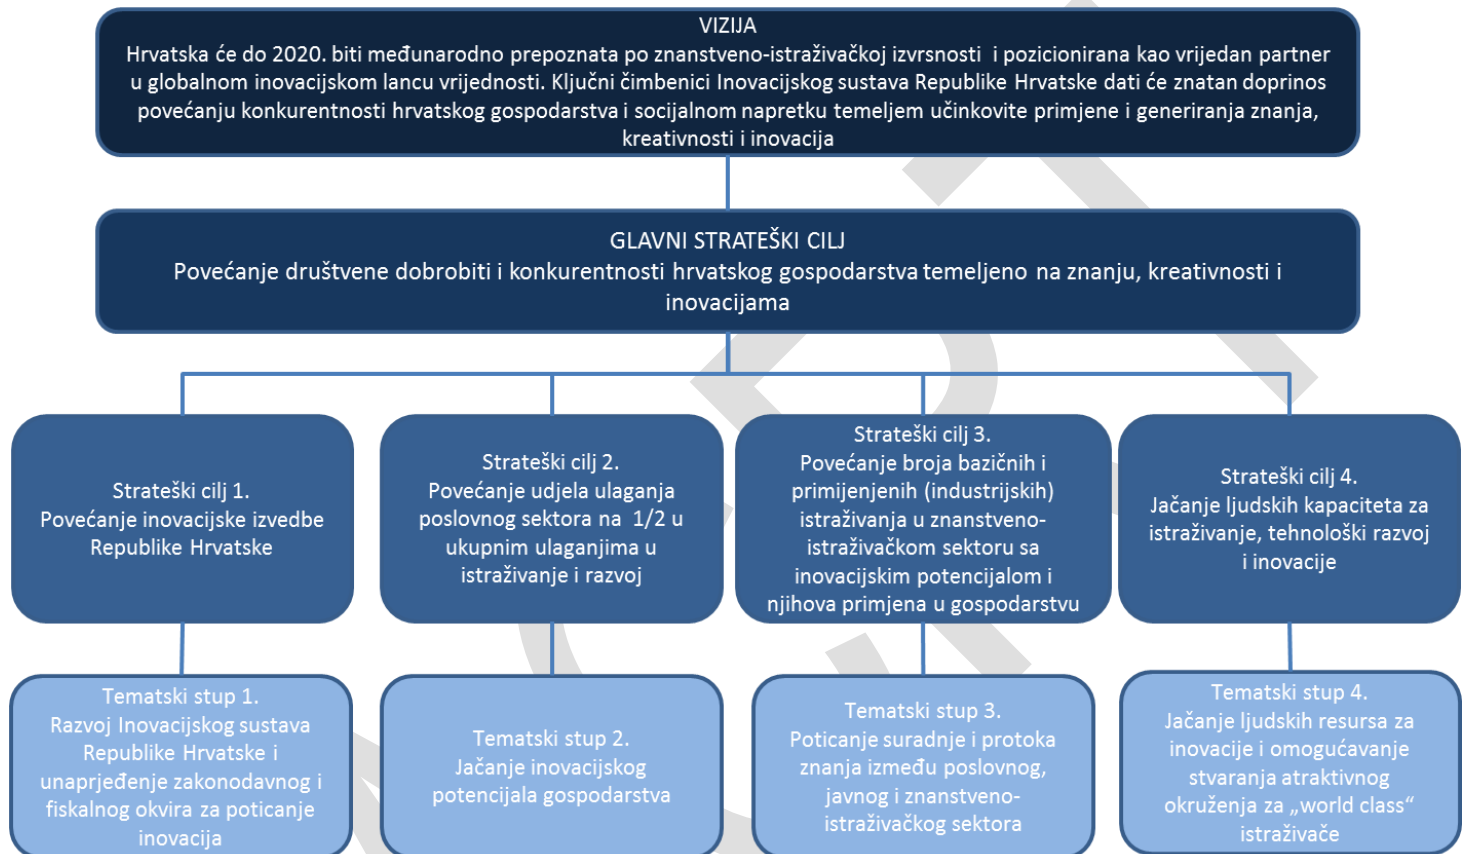 VIZIJA
Hrvatska će do 2020. biti međunarodno prepoznata po znanstveno-istraživačkoj izvrsnosti i pozicionirana kao vrijedan partner
u globalnom inovacijskom lancu vrijednosti. Ključni čimbenici Inovacijskog sustava Republike Hrvatske dati će znatan doprinos
povećanju konkurentnosti hrvatskog gospodarstva i socijalnom napretku temeljem učinkovite primjene i generiranja znanja,
kreativnosti i inovacija
GLAVNI STRATEŠKI CILJ
Povećanje društvene dobrobiti i konkurentnosti hrvatskog gospodarstva temeljeno na znanju, kreativnosti i
inovacijama
Strateški cilj 1.
Povećanje inovacijske izvedbe
Republike Hrvatske
Strateški cilj 2.
Povećanje udjela ulaganja
poslovnog sektora na 1/2 u
ukupnim ulaganjima u
istraživanje i razvoj
Strateški cilj 3.
Povećanje broja bazičnih i
primijenjenih (industrijskih)
istraživanja u znanstveno-
istraživačkom sektoru sa
inovacijskim potencijalom i
njihova primjena u gospodarstvu
Strateški cilj 4.
Jačanje ljudskih kapaciteta za
istraživanje, tehnološki razvoj
i inovacije
Tematski stup 1.
Razvoj Inovacijskog sustava
Republike Hrvatske i
unaprjeđenje zakonodavnog i
fiskalnog okvira za poticanje
inovacija
Tematski stup 2.
Jačanje inovacijskog
potencijala gospodarstva
Tematski stup 3.
Poticanje suradnje i protoka
znanja između poslovnog,
javnog i znanstveno-
istraživačkog sektora
Tematski stup 4.
Jačanje ljudskih resursa za
inovacije i omogućavanje
stvaranja atraktivnog
okruženja za „world class“
istraživače